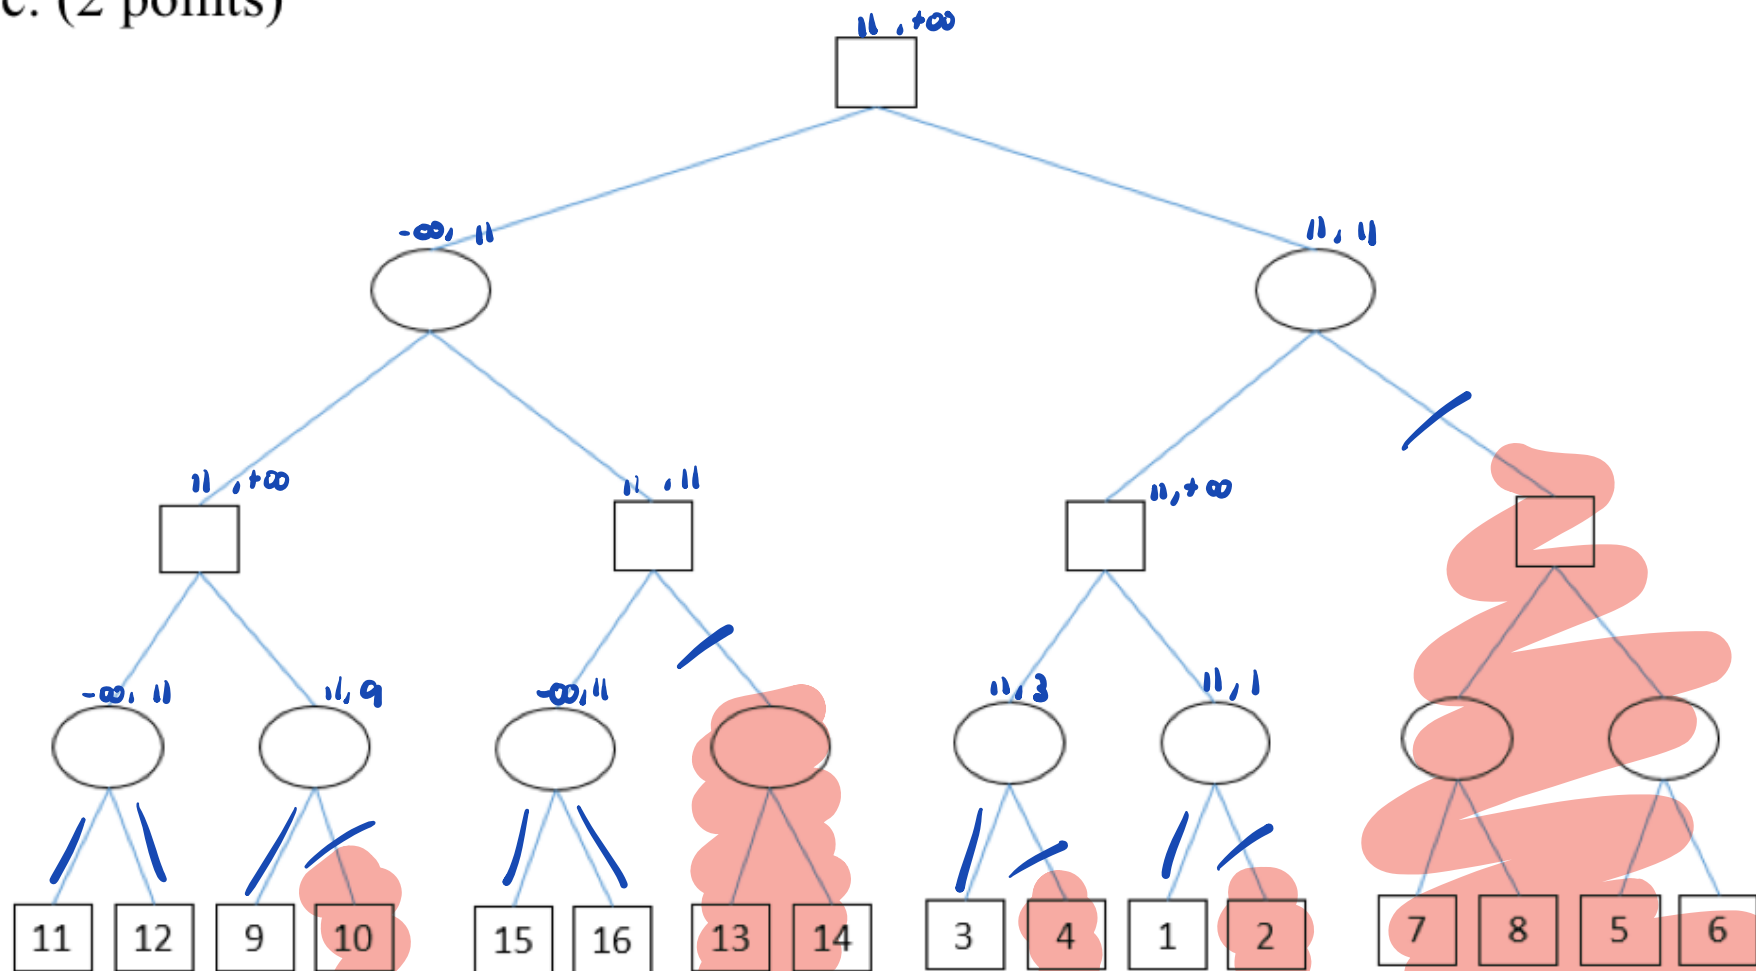 c. (2 points)
11 , +∞
-∞, 11
11, 11
11 , +∞
11 , 11
11, +∞
-∞, 11
11, 9
-∞, 11
11, 3
11, 1
11 12 9 10 15 16 13 14 3 4 1 2 7 8 5 6